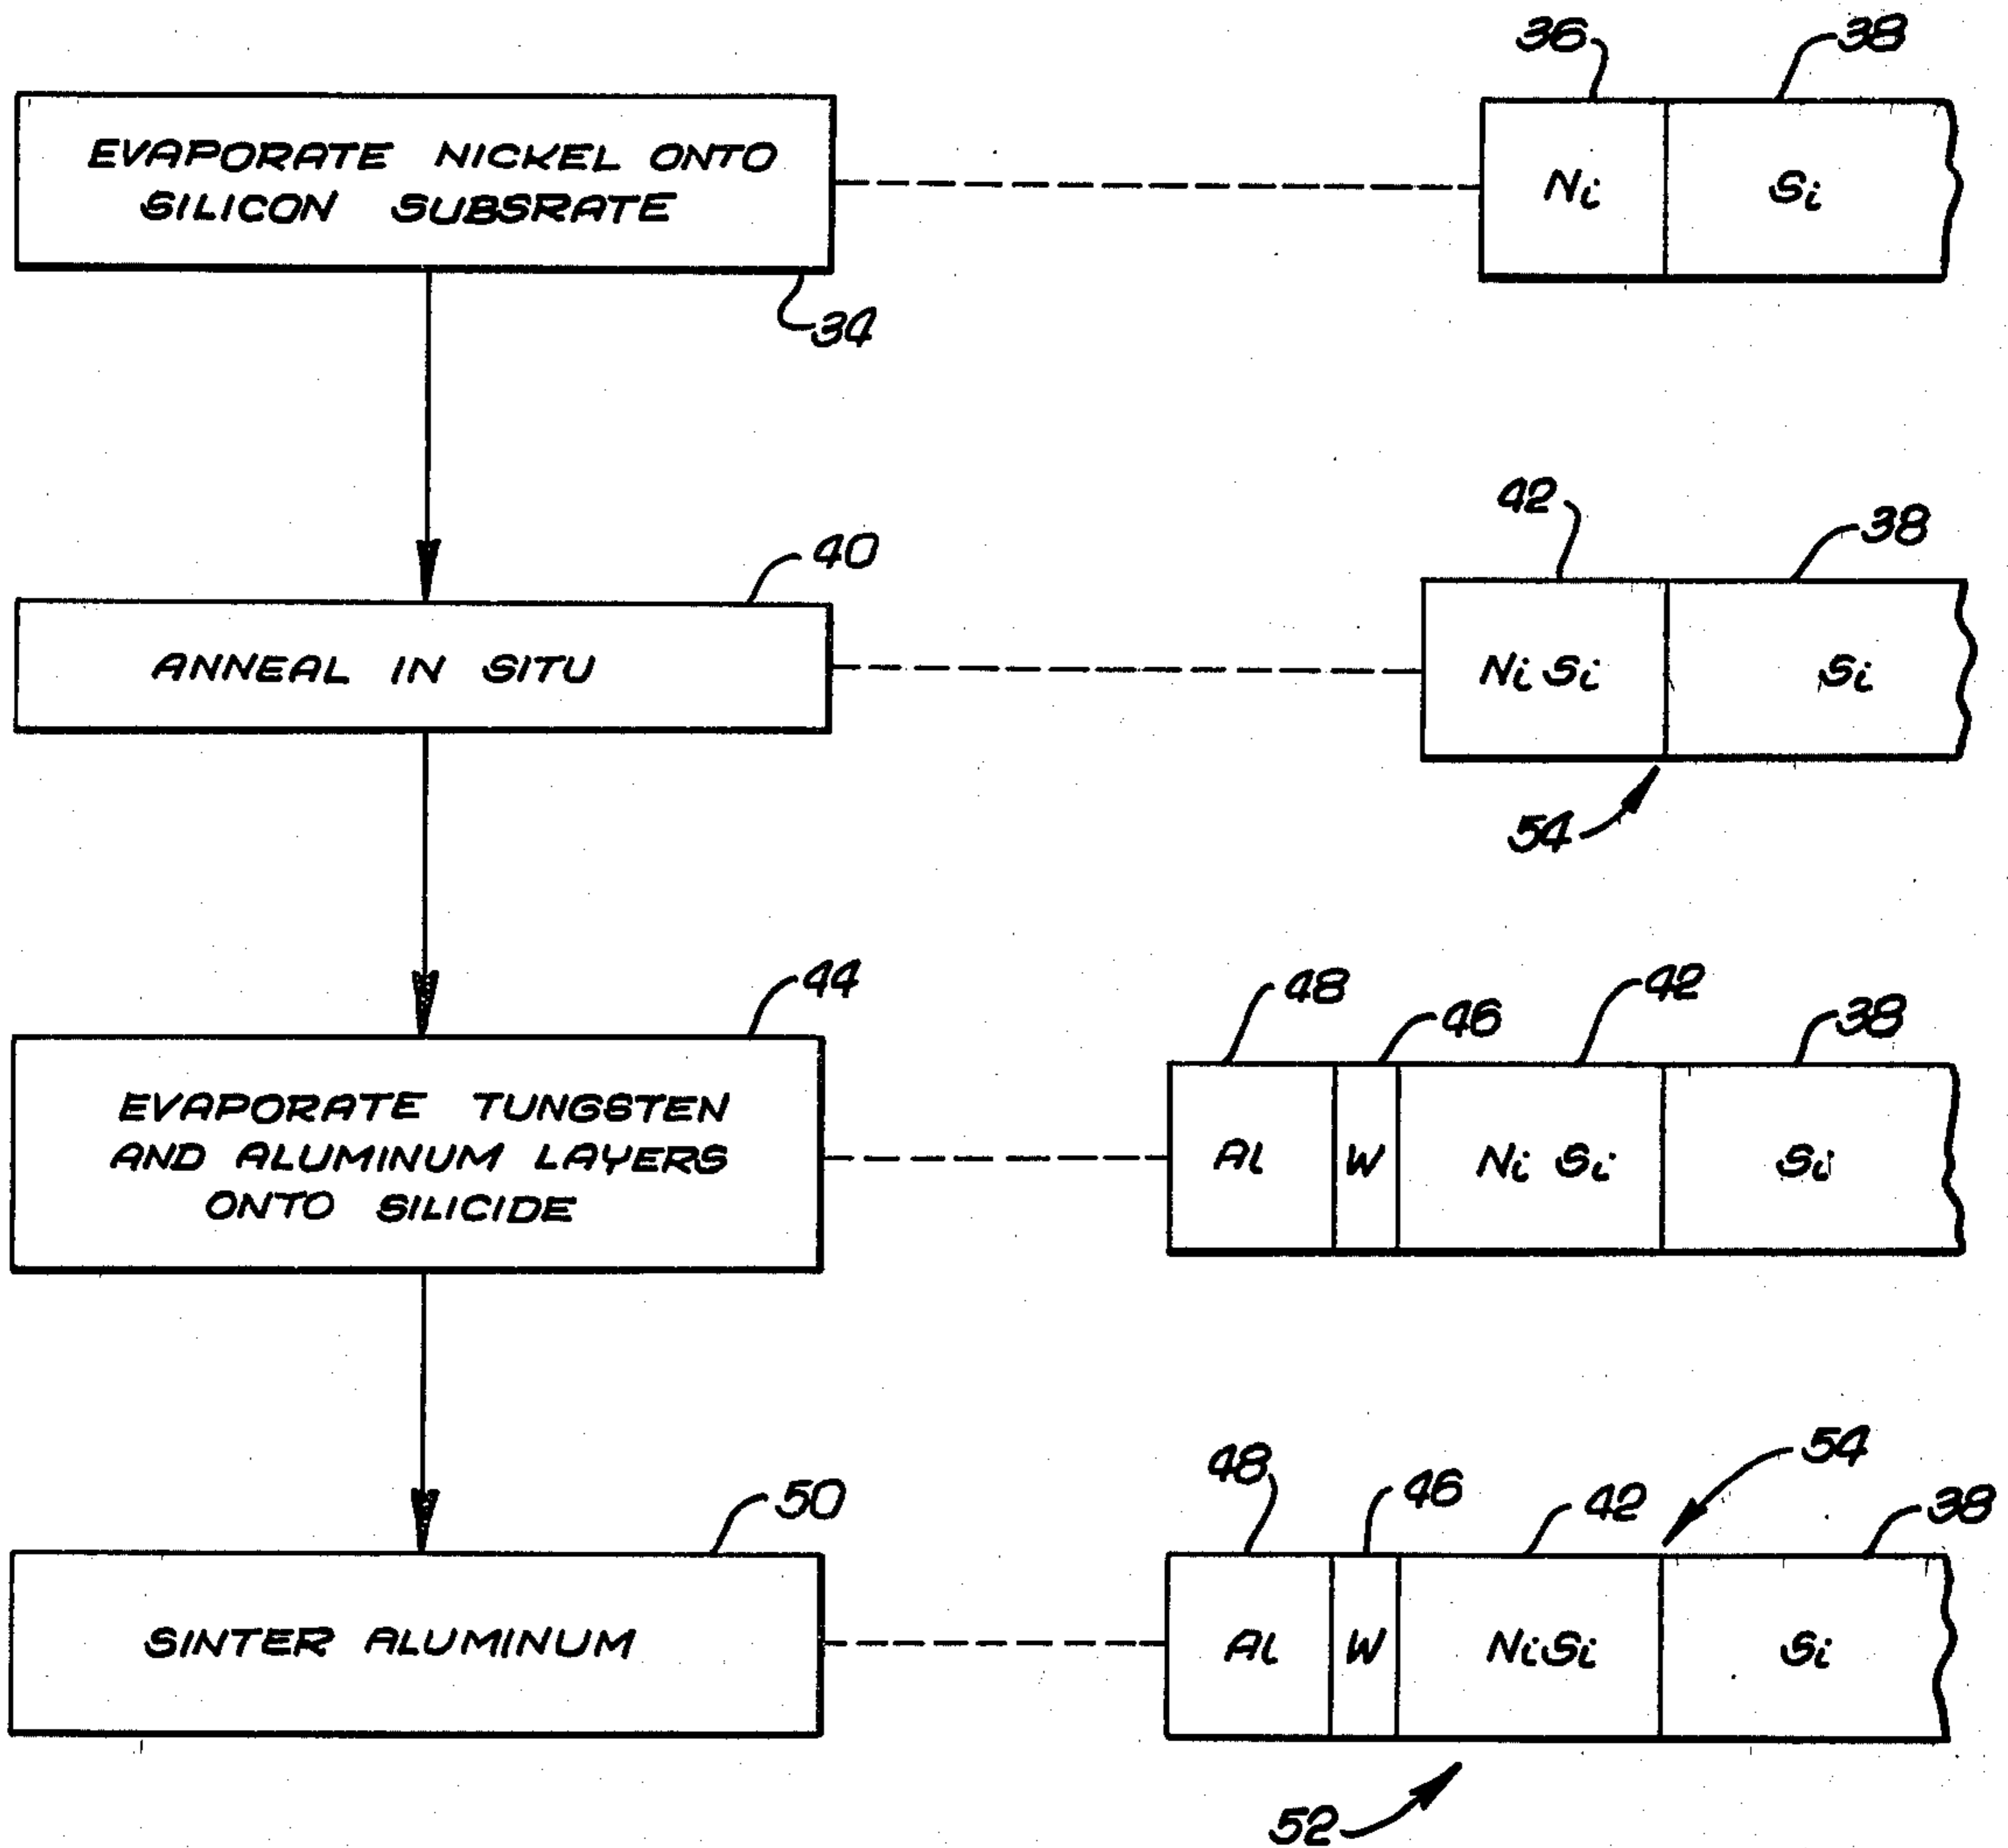 36
38
EVAPORATE NICKEL ONTO
SILICON SUBSRATE
Ni
Si
34
42
38
40
ANNEAL IN SITU
Ni Si
Si
54
44
48
46
42
38
EVAPORATE TUNGSTEN
AND ALUMINUM LAYERS
ONTO SILICIDE
Al
W
Ni Si
Si
50
48
46
42
54
38
SINTER ALUMINUM
Al
W
NiSi
Si
52